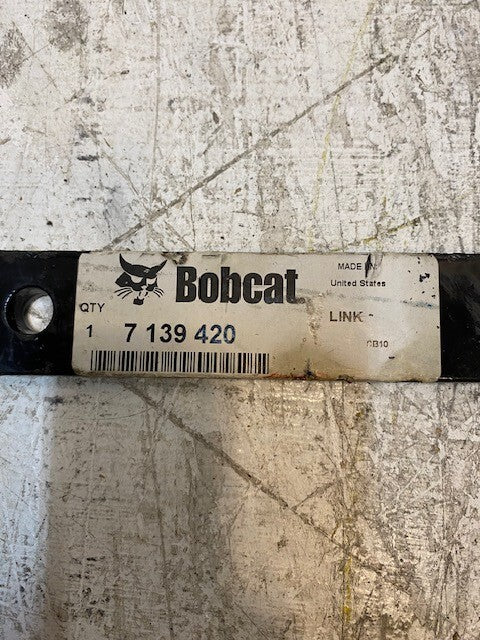 Bobcat
QTY
1 7 139 420
MADE IN:
United States
LINK